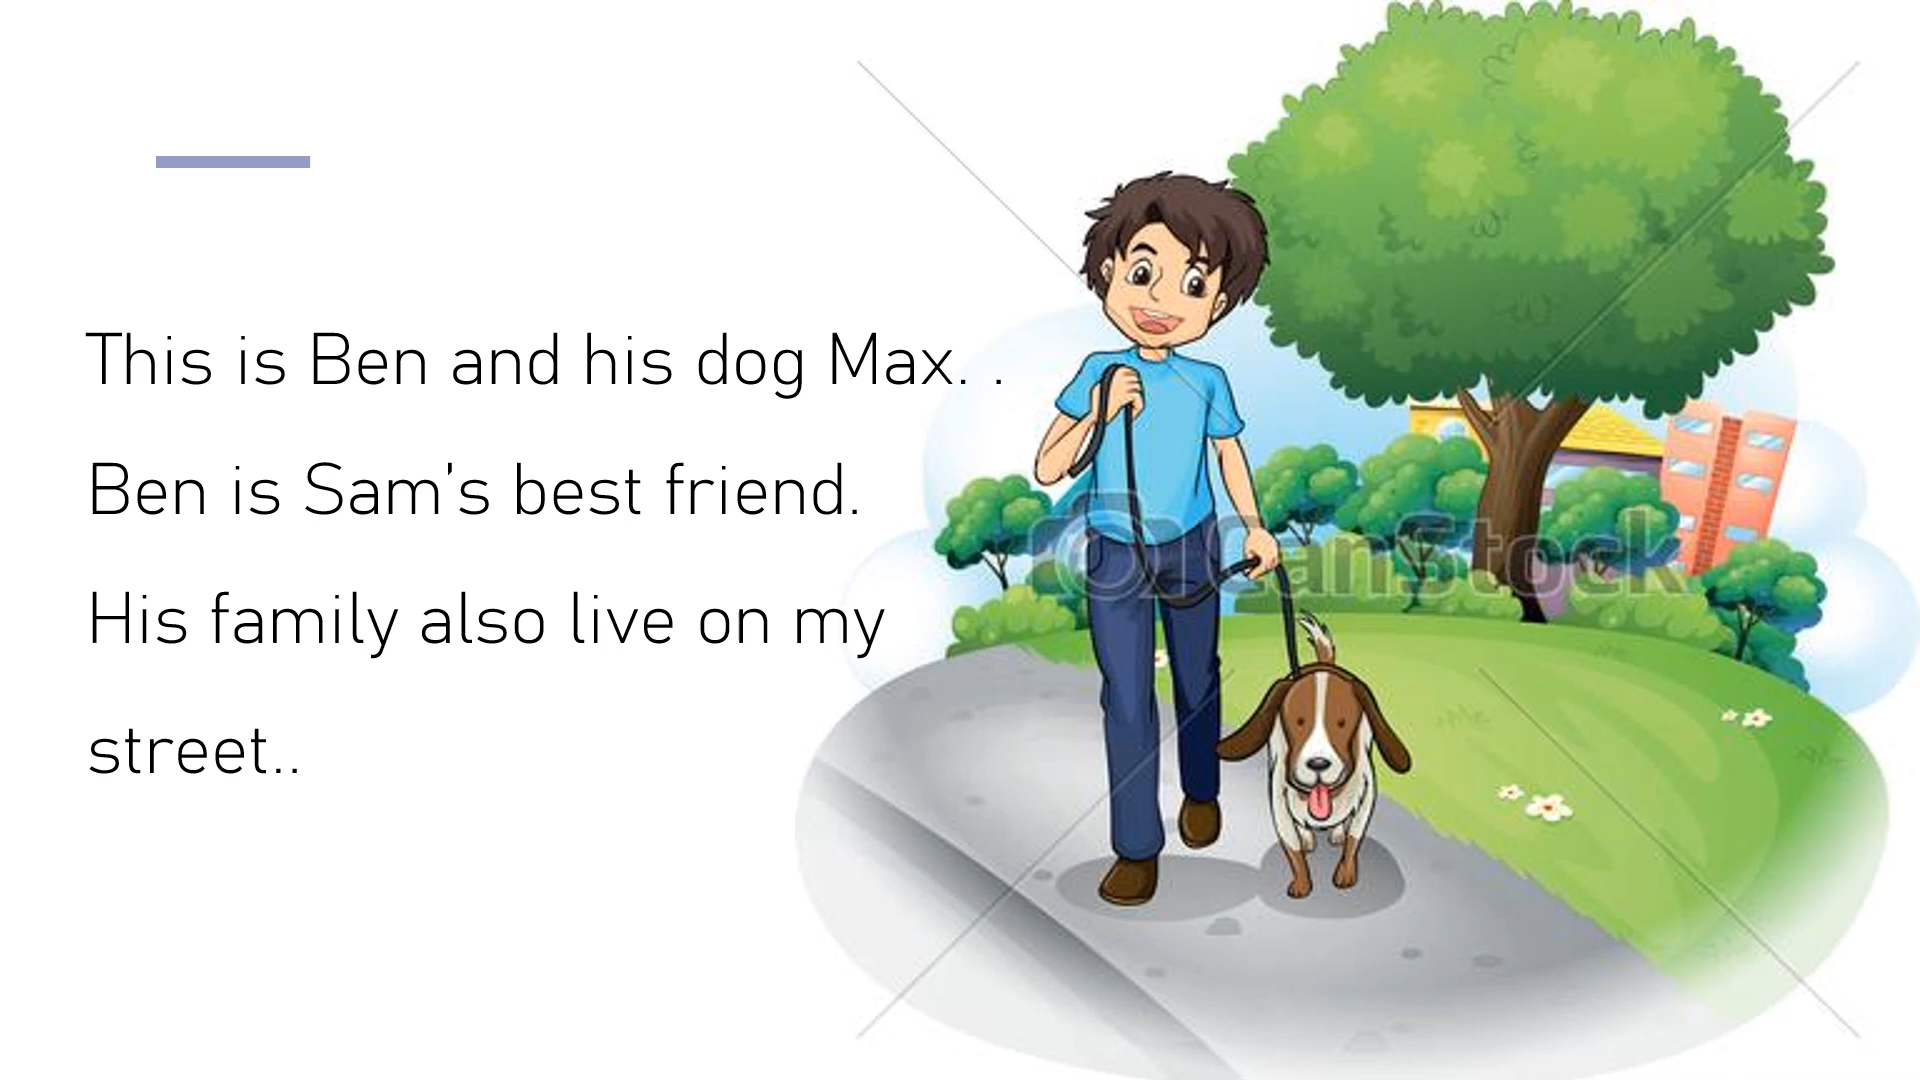 This is Ben and his dog Max. .
Ben is Sam's best friend.
His family also live on my
street..
© CanStock